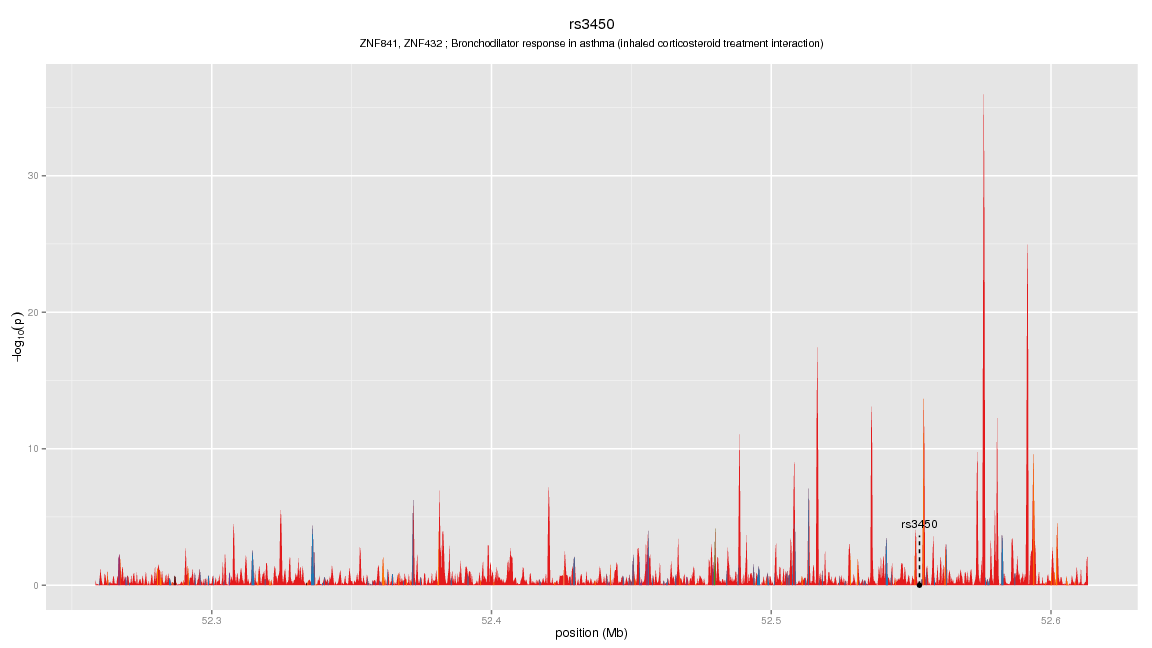 rs3450
ZNF841, ZNF432 ; Bronchodilator response in asthma (inhaled corticosteroid treatment interaction)
−log10(p)
30
20
10
0
rs3450
52.3
52.4
52.5
52.6
position (Mb)